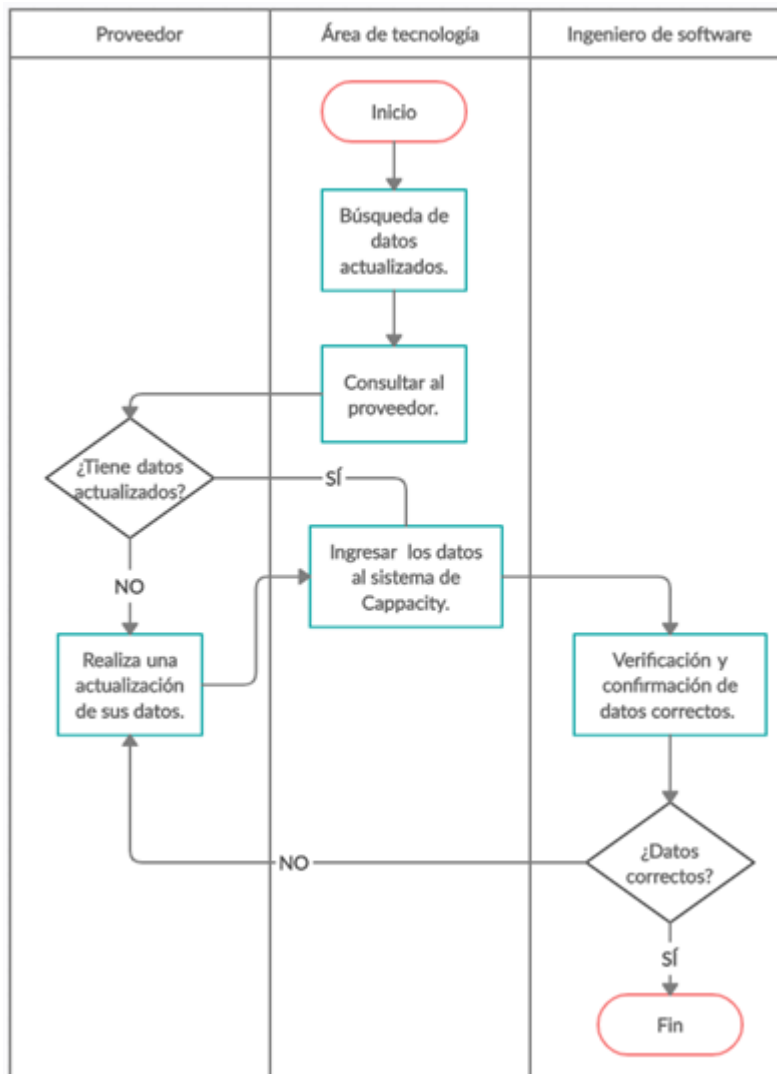 Proveedor
Área de tecnología
Ingeniero de software
Inicio
Búsqueda de
datos
actualizados.
Consultar al
proveedor.
¿Tiene datos
actualizados?
SÍ
NO
Ingresar los datos
al sistema de
Cappacity.
Realiza una
actualización
de sus datos.
Verificación y
confirmación de
datos correctos.
¿Datos
correctos?
NO
SÍ
Fin